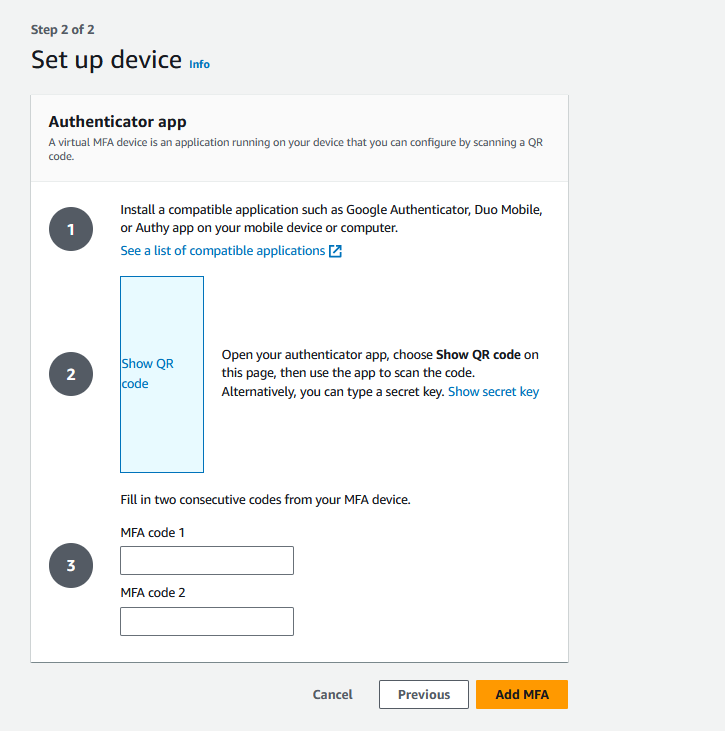 Step 2 of 2
Set up device Info
Authenticator app
A virtual MFA device is an application running on your device that you can configure by scanning a QR
code.
1
Install a compatible application such as Google Authenticator, Duo Mobile,
or Authy app on your mobile device or computer.
See a list of compatible applications
2
Show QR
code
Open your authenticator app, choose Show QR code on
this page, then use the app to scan the code.
Alternatively, you can type a secret key. Show secret key
3
Fill in two consecutive codes from your MFA device.
MFA code 1
MFA code 2
Cancel Previous Add MFA